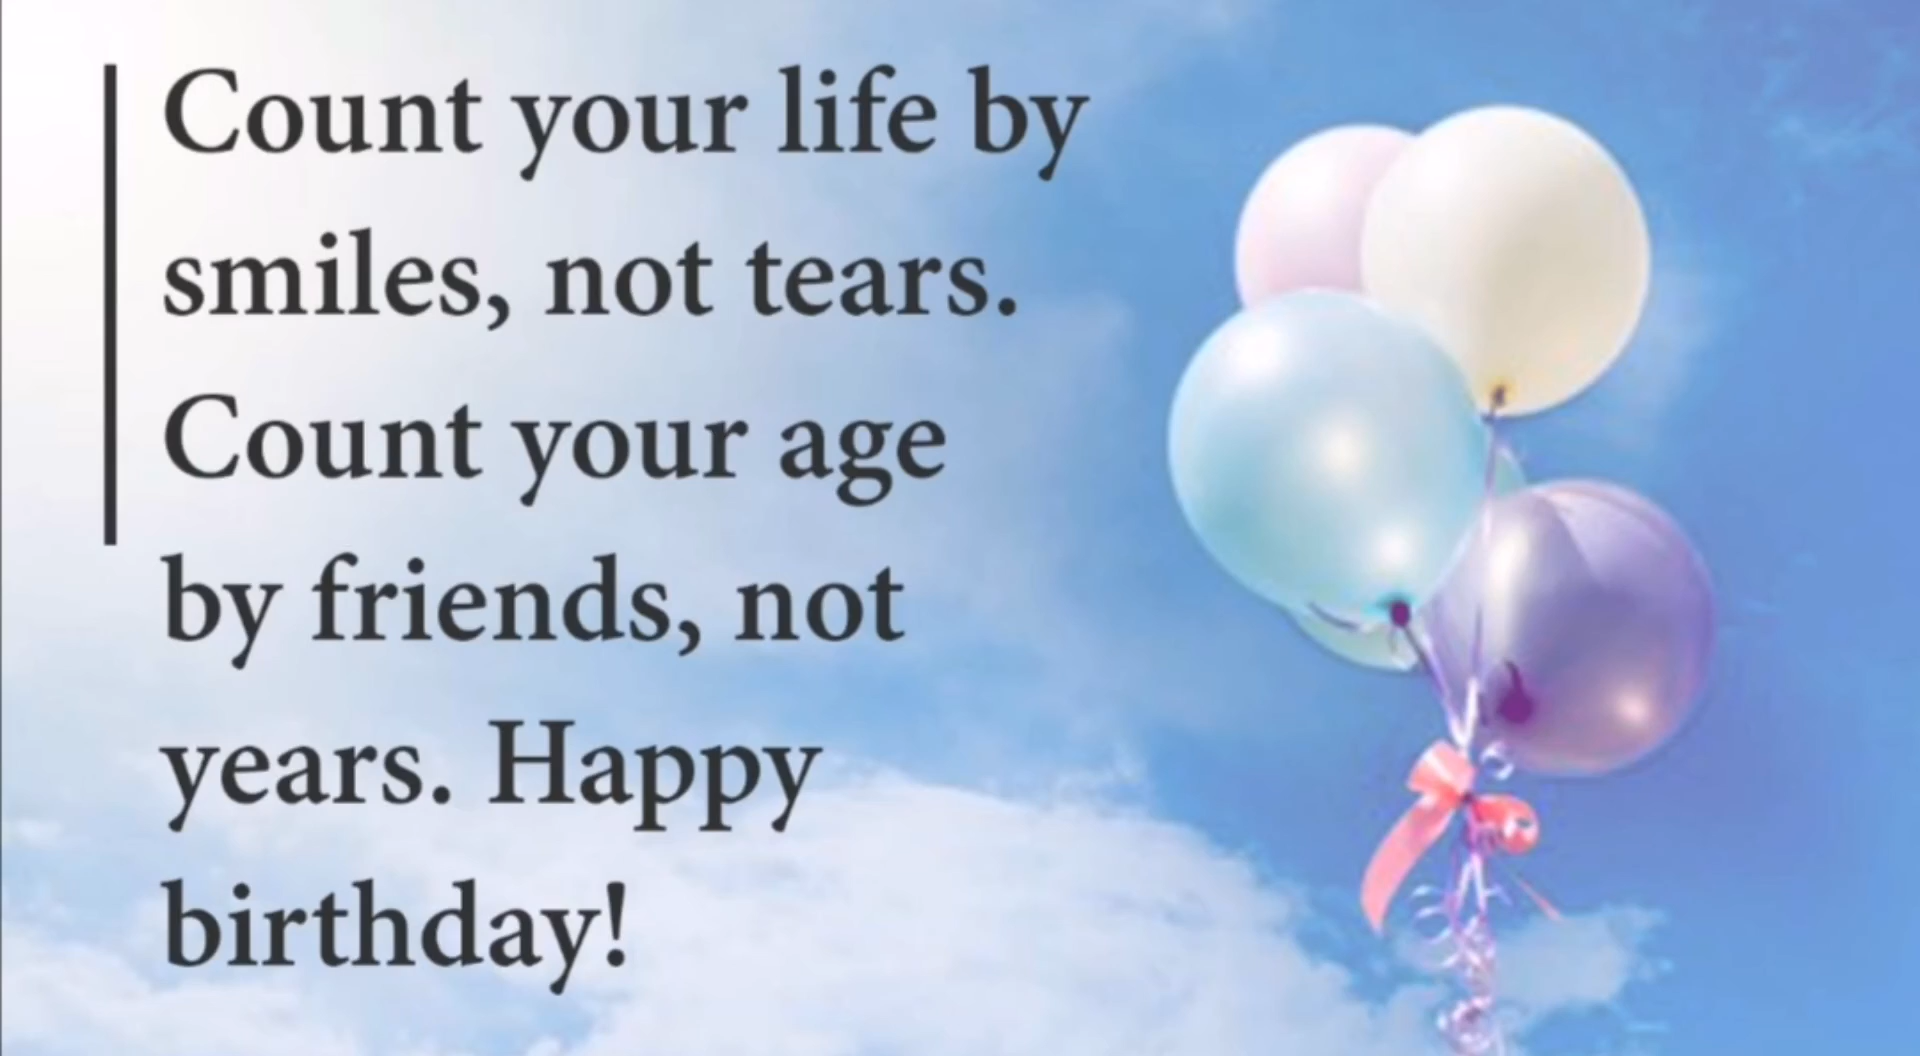 Count your life by
smiles, not tears.
Count your age
by friends, not
years. Happy
birthday!